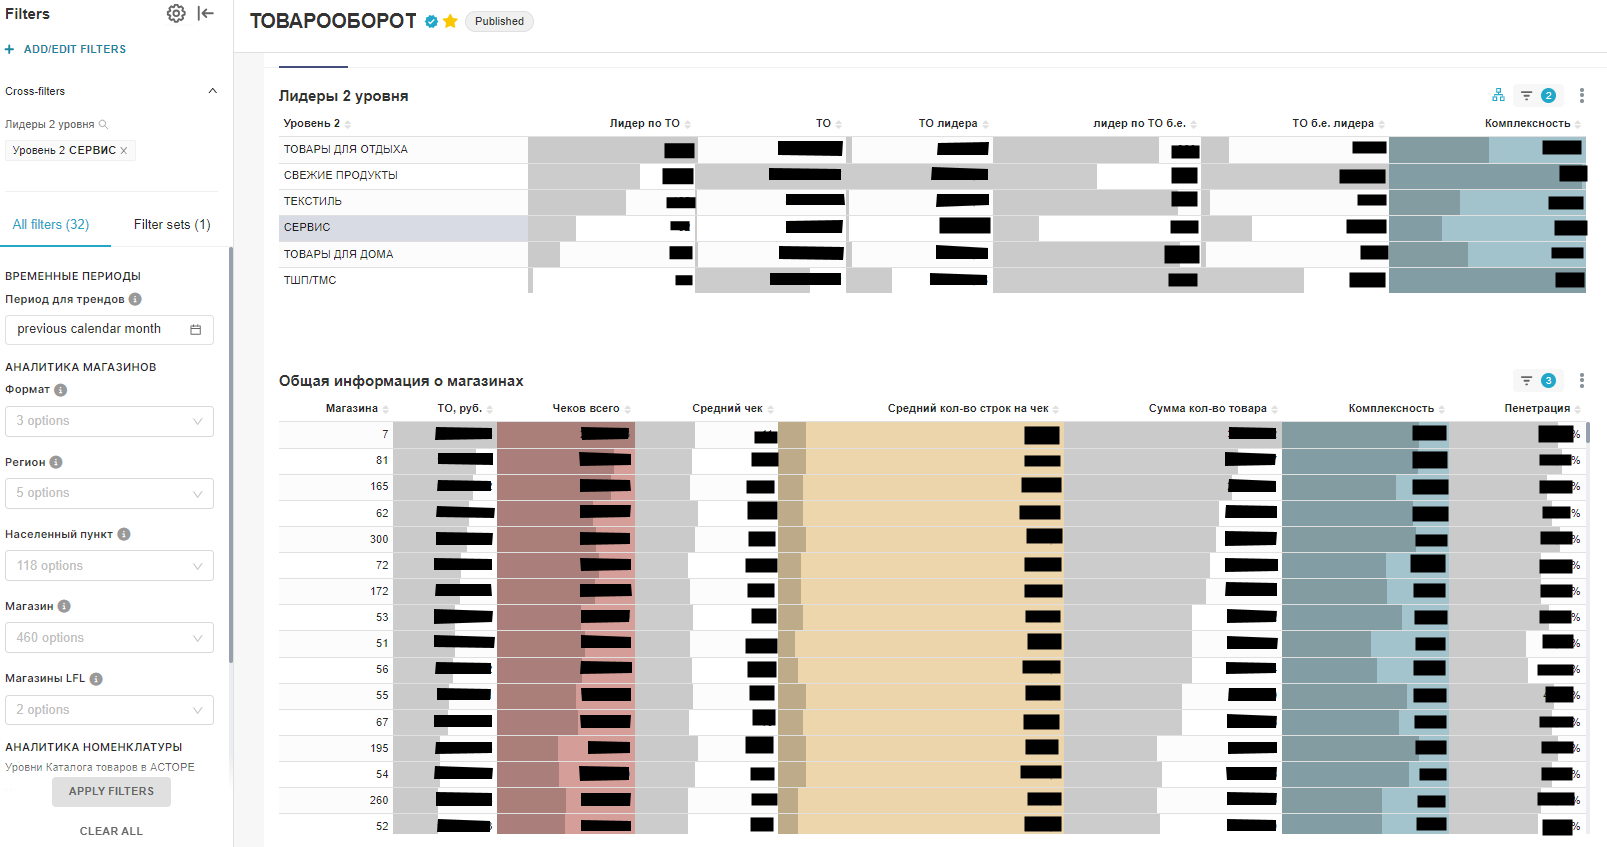 Filters
ADD/EDIT FILTERS
Cross-filters
Лидеры 2 уровня
Уровень 2 СЕРВИС
All filters (32) Filter sets (1)
ВРЕМЕННЫЕ ПЕРИОДЫ
Период для трендов
previous calendar month
АНАЛИТИКА МАГАЗИНОВ
Формат
3 options
Регион
5 options
Населенный пункт
118 options
Магазин
460 options
Магазины LFL
2 options
АНАЛИТИКА НОМЕНКЛАТУРЫ
Уровни Каталога товаров в АСТОРЕ
APPLY FILTERS
CLEAR ALL
ТОВАРООБОРОТ Published
Лидеры 2 уровня 2
Уровень 2 Лидер по ТО ТО ТО лидера лидер по ТО б.е. ТО б.е. лидера Комплексность
ТОВАРЫ ДЛЯ ОТДЫХА
СВЕЖИЕ ПРОДУКТЫ
ТЕКСТИЛЬ
СЕРВИС
ТОВАРЫ ДЛЯ ДОМА
ТШП/ТМС
Общая информация о магазинах 3
Магазина ТО, руб. Чеков всего Средний чек Средний кол-во строк на чек Сумма кол-во товара Комплексность Пенетрация
7 %
81 %
165 %
62 %
300 %
72 %
172 %
53 %
51 %
56 %
55 %
67 %
195 %
54 %
260 %
52 %